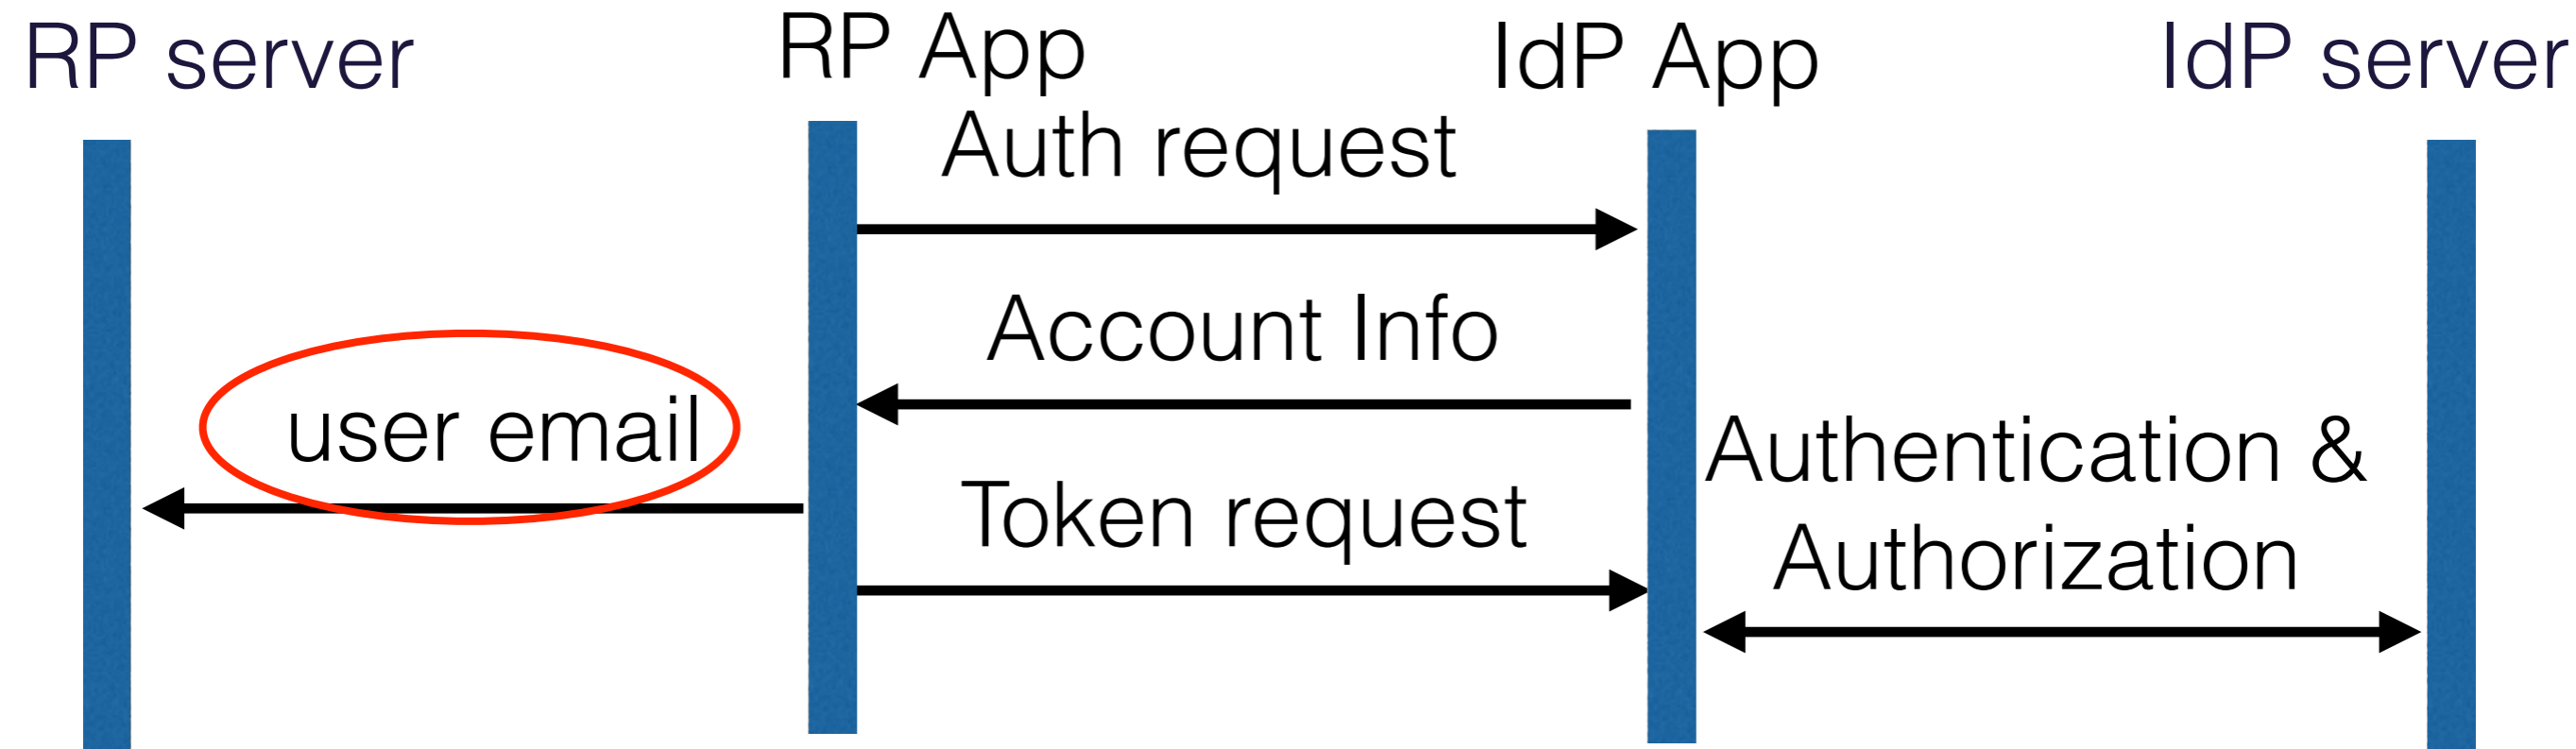 RP server
RP App
IdP App
IdP server
Auth request
Account Info
user email
Token request
Authentication &
Authorization